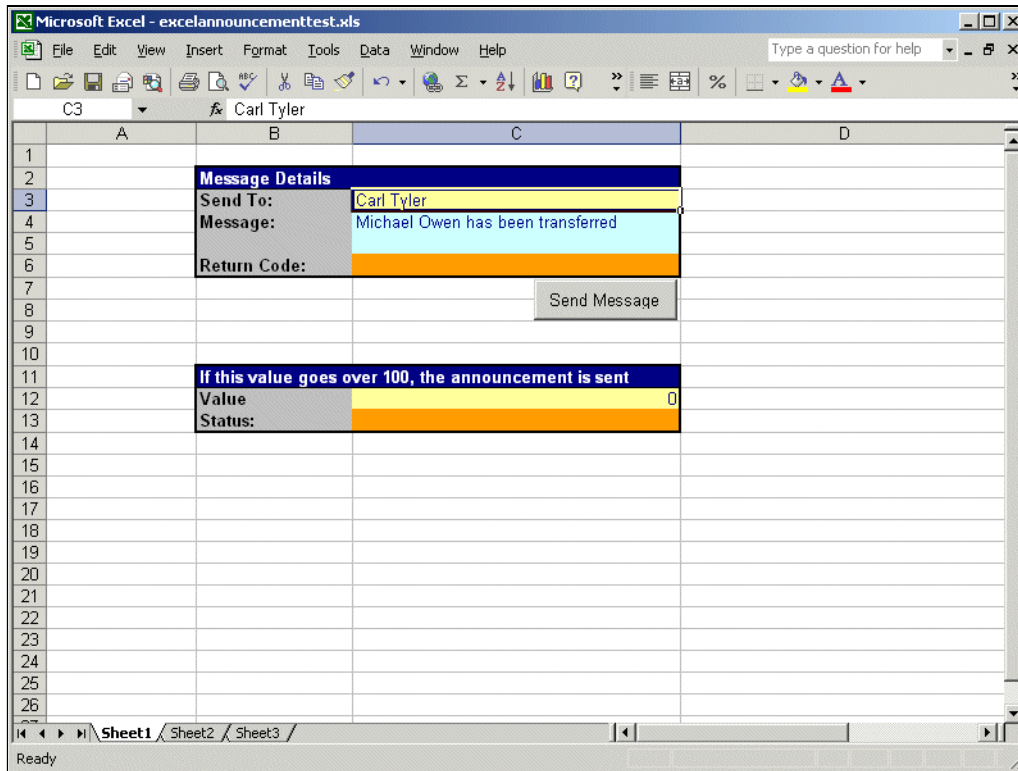 Microsoft Excel - excelannouncementtest.xls
File Edit View Insert Format Tools Data Window Help Type a question for help
C3 fx Carl Tyler
A B C D
1
2 Message Details
3 Send To: Carl Tyler
4 Message: Michael Owen has been transferred
5
6 Return Code:
7
Send Message
8
9
10
11 If this value goes over 100, the announcement is sent
12 Value 0
13 Status:
14
15
16
17
18
19
20
21
22
23
24
25
26
Sheet1 Sheet2 Sheet3
Ready